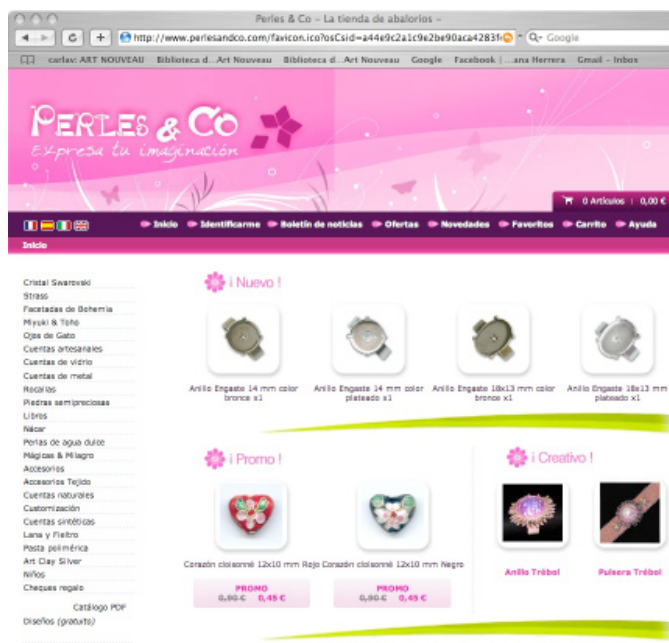 Perles & Co – La tienda de abalorios –
http://www.perlesandco.com/favicon.ico?osCsid=a44e9c2a1c9e2be90aca4283f
Google
carlav: ART NOUVEAU Biblioteca d...Art Nouveau Biblioteca d...Art Nouveau Google Facebook | ...ana Herrera Gmail – Inbox
PERLES & CO
Expresa tu imaginación
0 Artículos | 0,00 €
Inicio Identificarme Boletín de noticias Ofertas Novedades Favoritos Carrito Ayuda
Inicio
Cristal Swarovski
Strass
Facetadas de Bohemia
Miyuki & Toho
Ojos de Gato
Cuentas artesanales
Cuentas de vidrio
Cuentas de metal
Rocallas
Piedras semipreciosas
Libros
Nácar
Perlas de agua dulce
Mágicas & Milagro
Accesorios
Accesorios Tejido
Cuentas naturales
Customización
Cuentas sintéticas
Lana y Fieltro
Pasta polimérica
Art Clay Silver
Niños
Cheques regalo
Catálogo PDF
Diseños (gratuito)
¡ Nuevo !
Anillo Engaste 14 mm color bronce x1
Anillo Engaste 14 mm color plateado x1
Anillo Engaste 18x13 mm color bronce x1
Anillo Engaste 18x13 mm plateado x1
¡ Promo !
Corazón cloisonné 12x10 mm Rojo
Corazón cloisonné 12x10 mm Negro
PROMO
0,90 € 0,45 €
PROMO
0,90 € 0,45 €
¡ Creativo !
Anillo Trébol
Pulsera Trébol